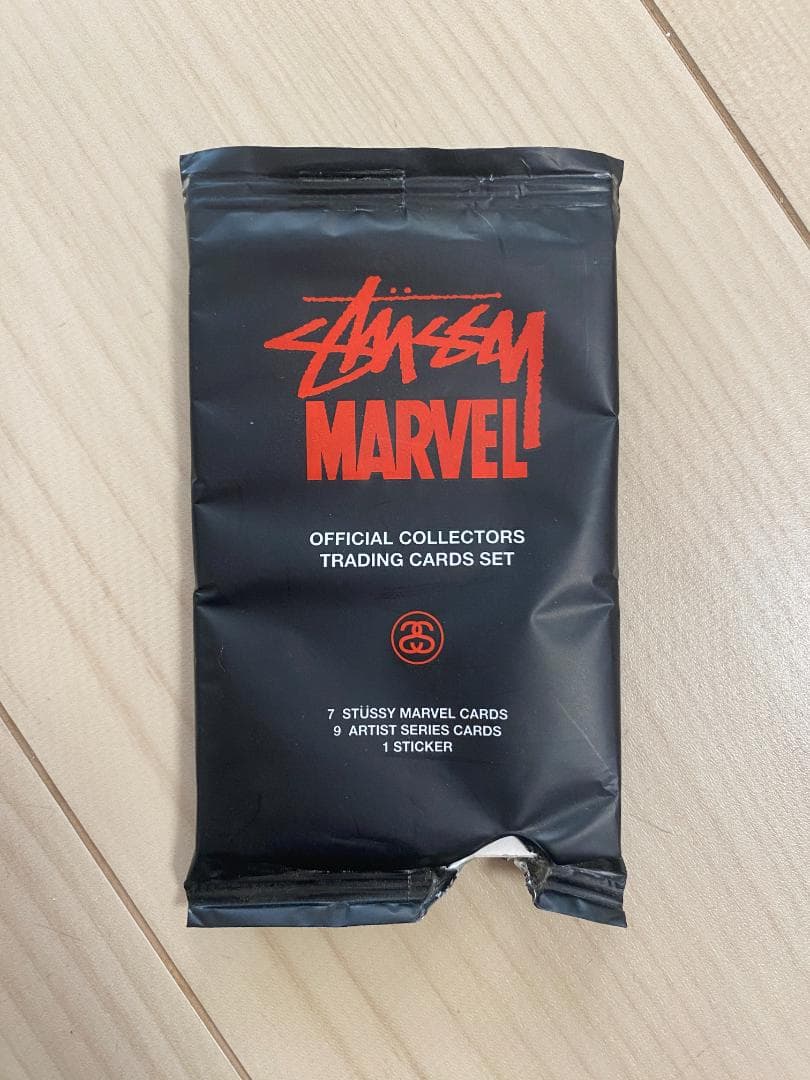 Stüssy
MARVEL
OFFICIAL COLLECTORS
TRADING CARDS SET
7 STÜSSY MARVEL CARDS
9 ARTIST SERIES CARDS
1 STICKER